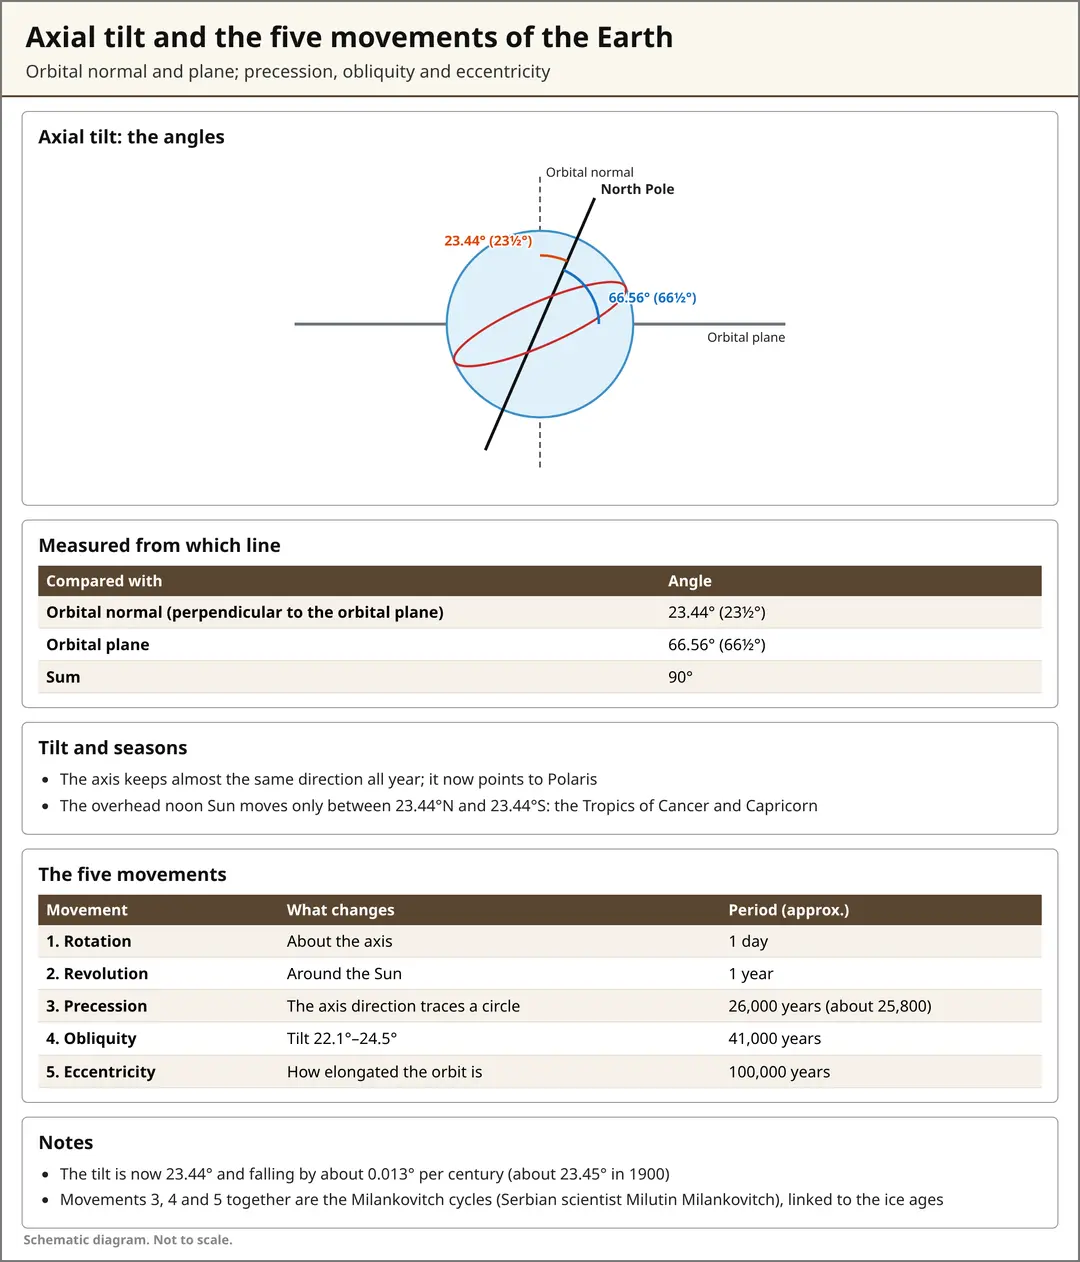 Axial tilt and the five movements of the Earth
Orbital normal and plane; precession, obliquity and eccentricity
Axial tilt: the angles
Orbital normal
North Pole
23.44° (23½°)
66.56° (66½°)
Orbital plane
Measured from which line
Compared with Angle
Orbital normal (perpendicular to the orbital plane) 23.44° (23½°)
Orbital plane 66.56° (66½°)
Sum 90°
Tilt and seasons
• The axis keeps almost the same direction all year; it now points to Polaris
• The overhead noon Sun moves only between 23.44°N and 23.44°S: the Tropics of Cancer and Capricorn
The five movements
Movement What changes Period (approx.)
1. Rotation About the axis 1 day
2. Revolution Around the Sun 1 year
3. Precession The axis direction traces a circle 26,000 years (about 25,800)
4. Obliquity Tilt 22.1°–24.5° 41,000 years
5. Eccentricity How elongated the orbit is 100,000 years
Notes
• The tilt is now 23.44° and falling by about 0.013° per century (about 23.45° in 1900)
• Movements 3, 4 and 5 together are the Milankovitch cycles (Serbian scientist Milutin Milankovitch), linked to the ice ages
Schematic diagram. Not to scale.